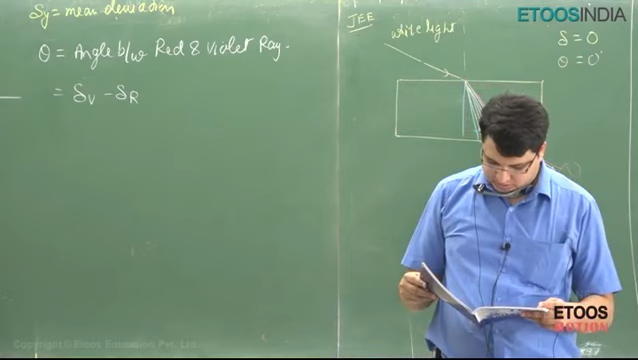 δy = mean deviation
θ = Angle b/w Red & Violet Ray.
= δv - δR
JEE
white light
δ = 0
θ = 0°
ETOOSINDIA
ETOOS
MOTION
Copyright © Etoos Education Pvt. Ltd.